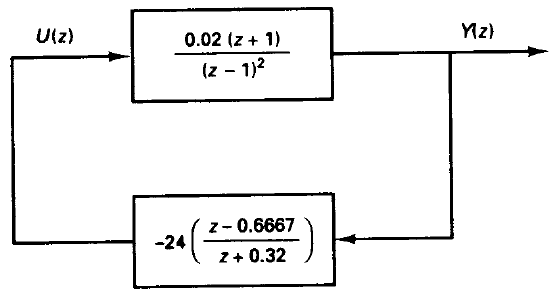 U(z)
0.02 (z + 1)
(z − 1)²
Y(z)
-24 ( z − 0.6667
z + 0.32 )